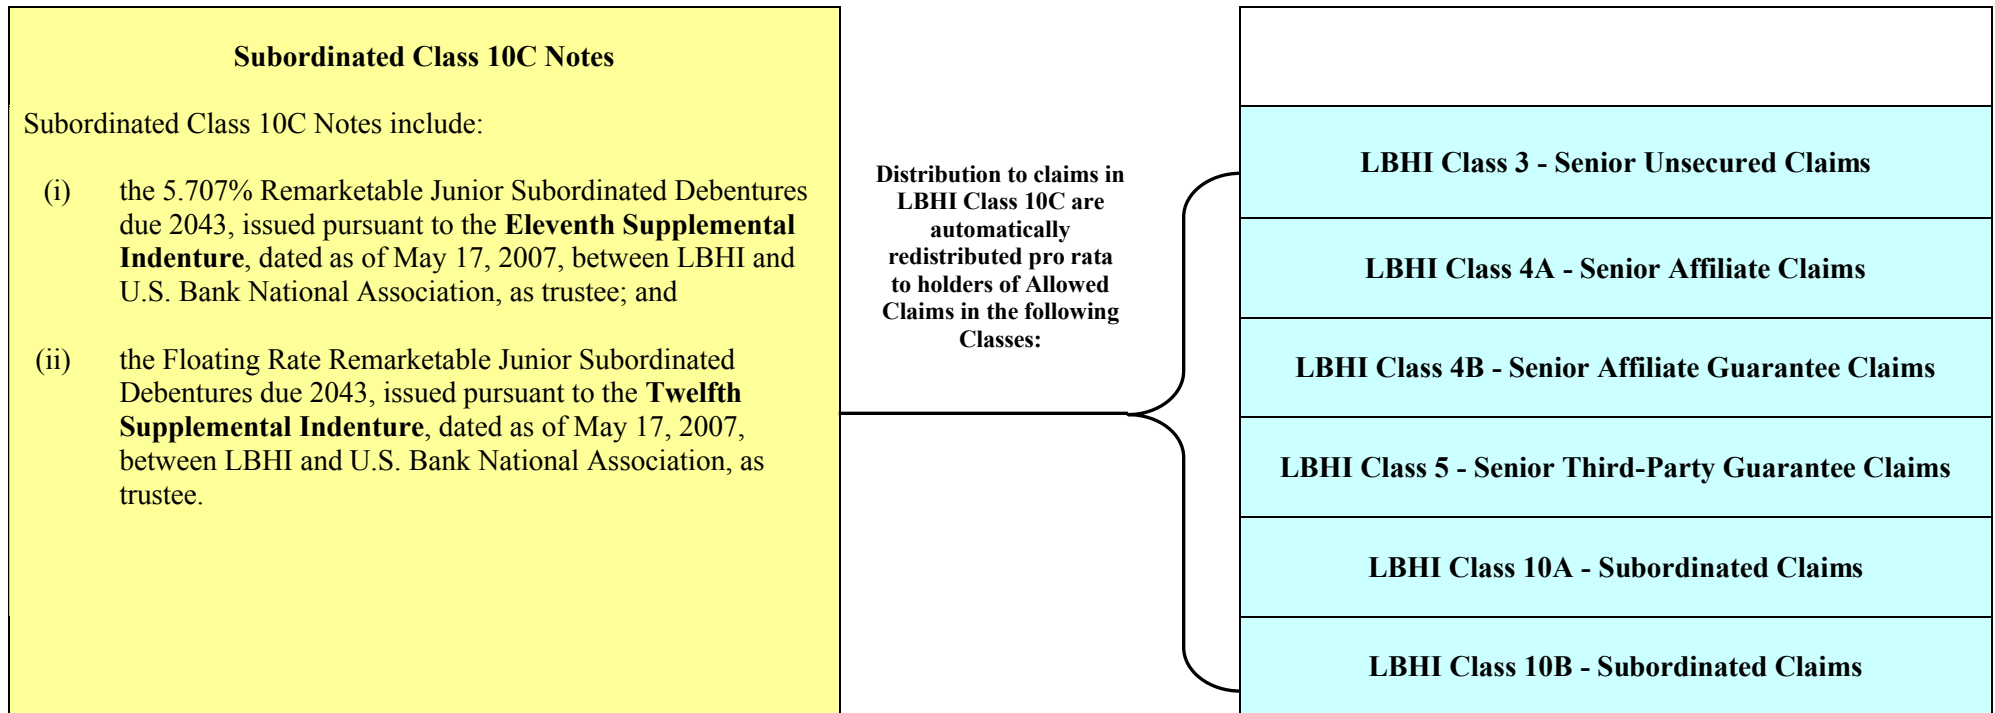 Subordinated Class 10C Notes
Subordinated Class 10C Notes include:
(i) the 5.707% Remarketable Junior Subordinated Debentures
due 2043, issued pursuant to the Eleventh Supplemental
Indenture, dated as of May 17, 2007, between LBHI and
U.S. Bank National Association, as trustee; and
(ii) the Floating Rate Remarketable Junior Subordinated
Debentures due 2043, issued pursuant to the Twelfth
Supplemental Indenture, dated as of May 17, 2007,
between LBHI and U.S. Bank National Association, as
trustee.
Distribution to claims in
LBHI Class 10C are
automatically
redistributed pro rata
to holders of Allowed
Claims in the following
Classes:
LBHI Class 3 - Senior Unsecured Claims
LBHI Class 4A - Senior Affiliate Claims
LBHI Class 4B - Senior Affiliate Guarantee Claims
LBHI Class 5 - Senior Third-Party Guarantee Claims
LBHI Class 10A - Subordinated Claims
LBHI Class 10B - Subordinated Claims